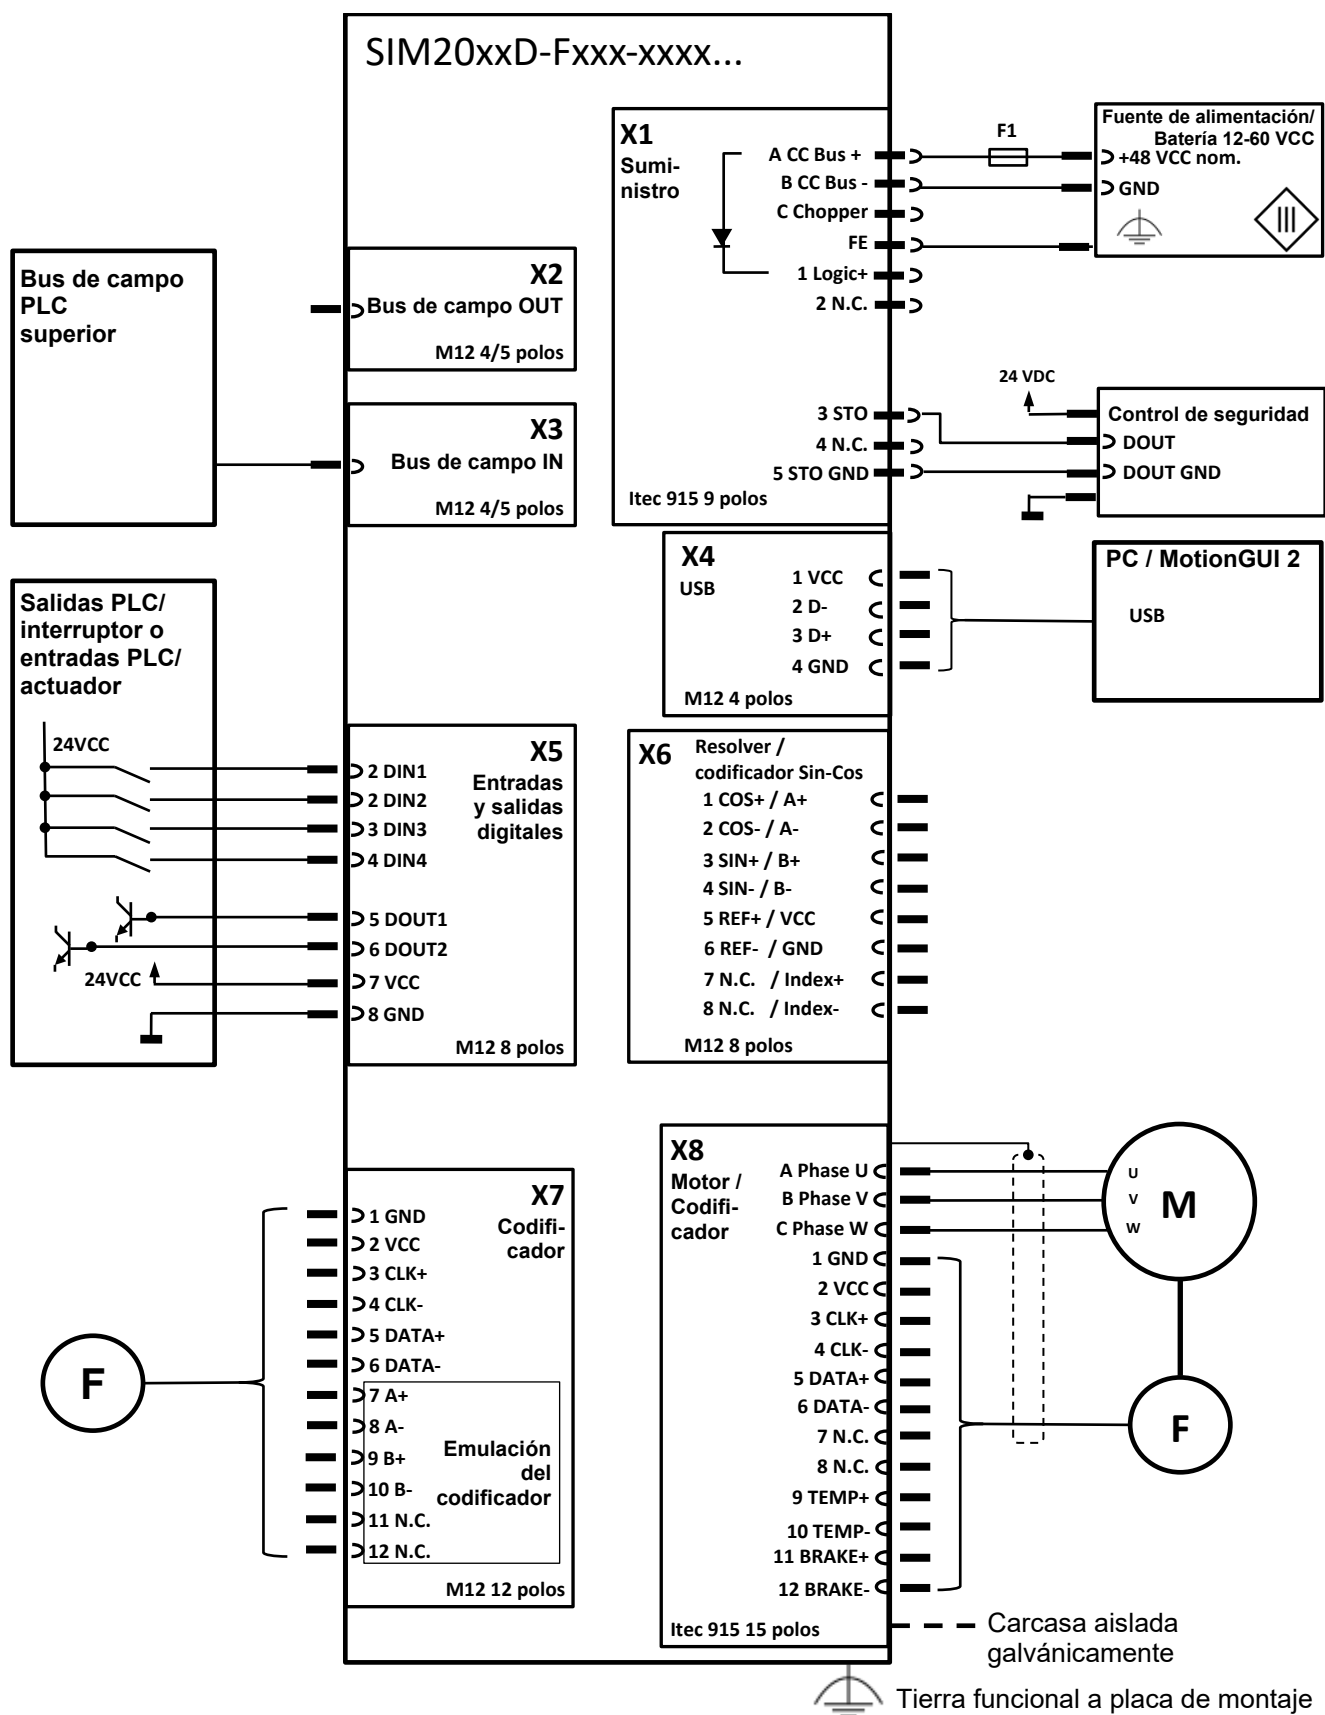 SIM20xxD-Fxxx-xxxx...
X1
Sumi-
nistro
A CC Bus +
B CC Bus -
C Chopper
FE
1 Logic+
2 N.C.
3 STO
4 N.C.
5 STO GND
Itec 915 9 polos
F1
Fuente de alimentación/
Batería 12-60 VCC
+48 VCC nom.
GND
III
Bus de campo
PLC
superior
X2
Bus de campo OUT
M12 4/5 polos
X3
Bus de campo IN
M12 4/5 polos
24 VDC
Control de seguridad
DOUT
DOUT GND
X4
USB
1 VCC
2 D-
3 D+
4 GND
M12 4 polos
PC / MotionGUI 2
USB
Salidas PLC/
interruptor o
entradas PLC/
actuador
24VCC
24VCC
X5
Entradas
y salidas
digitales
2 DIN1
2 DIN2
3 DIN3
4 DIN4
5 DOUT1
6 DOUT2
7 VCC
8 GND
M12 8 polos
X6
Resolver /
codificador Sin-Cos
1 COS+ / A+
2 COS- / A-
3 SIN+ / B+
4 SIN- / B-
5 REF+ / VCC
6 REF- / GND
7 N.C. / Index+
8 N.C. / Index-
M12 8 polos
F
X7
Codifi-
cador
1 GND
2 VCC
3 CLK+
4 CLK-
5 DATA+
6 DATA-
7 A+
8 A-
9 B+
10 B-
11 N.C.
12 N.C.
Emulación
del
codificador
M12 12 polos
X8
Motor /
Codifi-
cador
A Phase U
B Phase V
C Phase W
1 GND
2 VCC
3 CLK+
4 CLK-
5 DATA+
6 DATA-
7 N.C.
8 N.C.
9 TEMP+
10 TEMP-
11 BRAKE+
12 BRAKE-
Itec 915 15 polos
U
V
W
M
F
Carcasa aislada
galvánicamente
Tierra funcional a placa de montaje